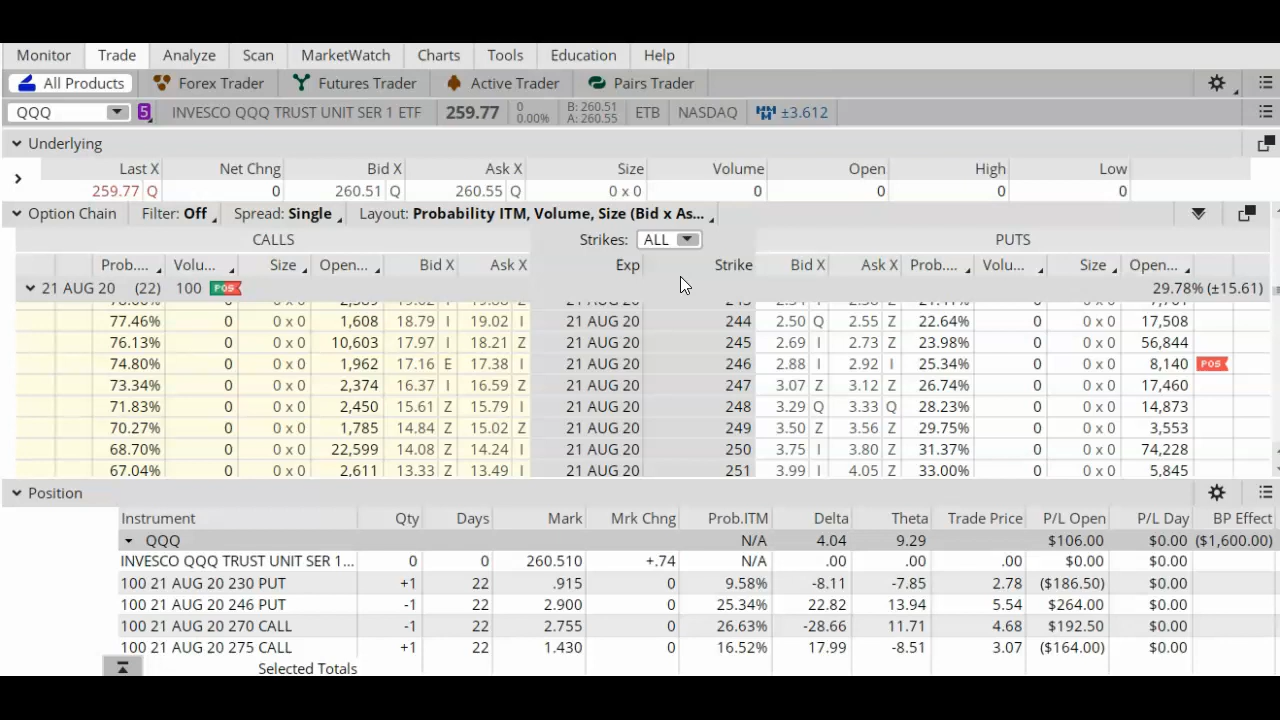 Monitor Trade Analyze Scan MarketWatch Charts Tools Education Help
All Products Forex Trader Futures Trader Active Trader Pairs Trader
QQQ 5 INVESCO QQQ TRUST UNIT SER 1 ETF 259.77 0 0.00% B: 260.51 A: 260.55 ETB NASDAQ ±3.612
Underlying
Last X Net Chng Bid X Ask X Size Volume Open High Low
259.77 Q 0 260.51 Q 260.55 Q 0 x 0 0 0 0 0
Option Chain Filter: Off Spread: Single Layout: Probability ITM, Volume, Size (Bid x As...
CALLS Strikes: ALL PUTS
Prob.... Volu... Size Open... Bid X Ask X Exp Strike Bid X Ask X Prob.... Volu... Size Open...
21 AUG 20 (22) 100 POS 29.78% (±15.61)
77.46% 0 0 x 0 1,608 18.79 I 19.02 I 21 AUG 20 244 2.50 Q 2.55 Z 22.64% 0 0 x 0 17,508
76.13% 0 0 x 0 10,603 17.97 I 18.21 Z 21 AUG 20 245 2.69 I 2.73 Z 23.98% 0 0 x 0 56,844
74.80% 0 0 x 0 1,962 17.16 E 17.38 I 21 AUG 20 246 2.88 I 2.92 I 25.34% 0 0 x 0 8,140 POS
73.34% 0 0 x 0 2,374 16.37 I 16.59 Z 21 AUG 20 247 3.07 Z 3.12 Z 26.74% 0 0 x 0 17,460
71.83% 0 0 x 0 2,450 15.61 Z 15.79 I 21 AUG 20 248 3.29 Q 3.33 Q 28.23% 0 0 x 0 14,873
70.27% 0 0 x 0 1,785 14.84 Z 15.02 Z 21 AUG 20 249 3.50 Z 3.56 Z 29.75% 0 0 x 0 3,553
68.70% 0 0 x 0 22,599 14.08 Z 14.24 I 21 AUG 20 250 3.75 I 3.80 Z 31.37% 0 0 x 0 74,228
67.04% 0 0 x 0 2,611 13.33 Z 13.49 I 21 AUG 20 251 3.99 I 4.05 Z 33.00% 0 0 x 0 5,845
Position
Instrument Qty Days Mark Mrk Chng Prob.ITM Delta Theta Trade Price P/L Open P/L Day BP Effect
QQQ N/A 4.04 9.29 $106.00 $0.00 ($1,600.00)
INVESCO QQQ TRUST UNIT SER 1... 0 0 260.510 +.74 N/A .00 .00 .00 $0.00 $0.00
100 21 AUG 20 230 PUT +1 22 .915 0 9.58% -8.11 -7.85 2.78 ($186.50) $0.00
100 21 AUG 20 246 PUT -1 22 2.900 0 25.34% 22.82 13.94 5.54 $264.00 $0.00
100 21 AUG 20 270 CALL -1 22 2.755 0 26.63% -28.66 11.71 4.68 $192.50 $0.00
100 21 AUG 20 275 CALL +1 22 1.430 0 16.52% 17.99 -8.51 3.07 ($164.00) $0.00
Selected Totals